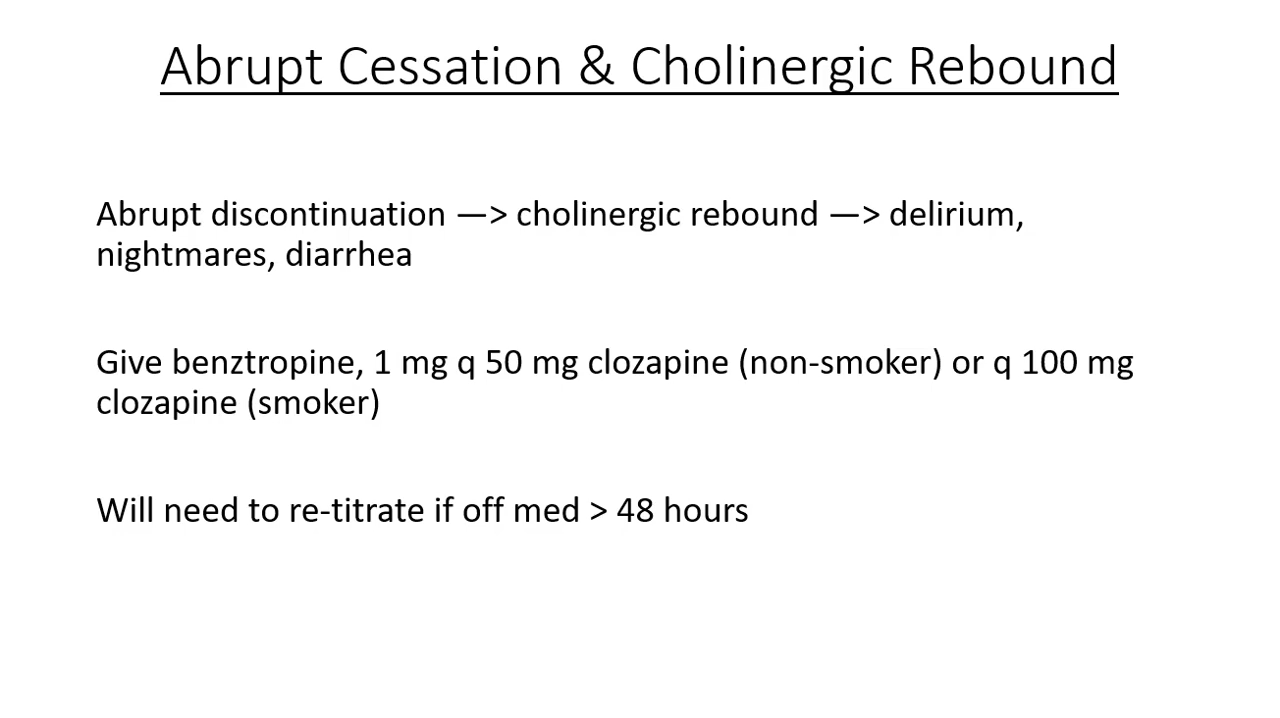 Abrupt Cessation & Cholinergic Rebound
Abrupt discontinuation —> cholinergic rebound —> delirium,
nightmares, diarrhea
Give benztropine, 1 mg q 50 mg clozapine (non-smoker) or q 100 mg
clozapine (smoker)
Will need to re-titrate if off med > 48 hours